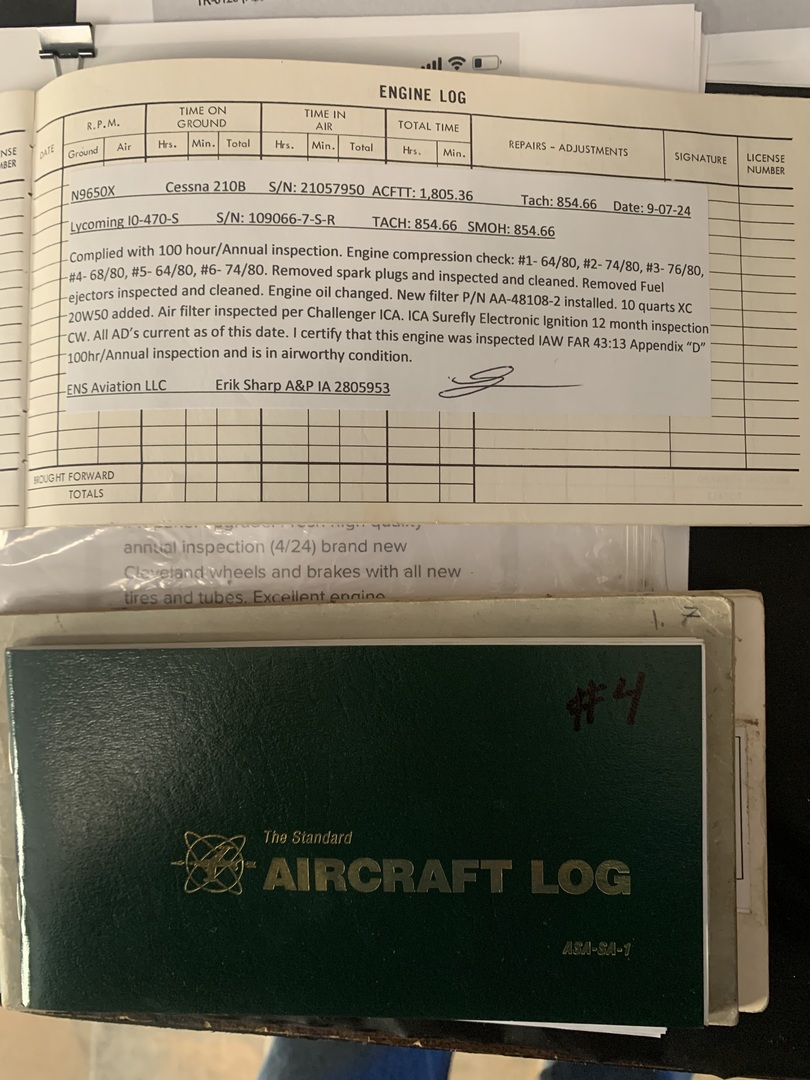 ENGINE LOG
NSE
DATE R.P.M. TIME ON GROUND TIME IN AIR TOTAL TIME REPAIRS – ADJUSTMENTS SIGNATURE LICENSE NUMBER
Ground Air Hrs. Min. Total Hrs. Min. Total Hrs. Min.
N9650X Cessna 210B S/N: 21057950 ACFTT: 1,805.36 Tach: 854.66 Date: 9-07-24
Lycoming IO-470-S S/N: 109066-7-S-R TACH: 854.66 SMOH: 854.66
Complied with 100 hour/Annual inspection. Engine compression check: #1- 64/80, #2- 74/80, #3- 76/80,
#4- 68/80, #5- 64/80, #6- 74/80. Removed spark plugs and inspected and cleaned. Removed Fuel
ejectors inspected and cleaned. Engine oil changed. New filter P/N AA-48108-2 installed. 10 quarts XC
20W50 added. Air filter inspected per Challenger ICA. ICA Surefly Electronic Ignition 12 month inspection
CW. All AD's current as of this date. I certify that this engine was inspected IAW FAR 43:13 Appendix "D"
100hr/Annual inspection and is in airworthy condition.
ENS Aviation LLC Erik Sharp A&P IA 2805953
BROUGHT FORWARD
TOTALS
annual inspection (4/24) brand new
Cleveland wheels and brakes with all new
tires and tubes. Excellent engine
1. 7
#4
The Standard
AIRCRAFT LOG
ASA-SA-1